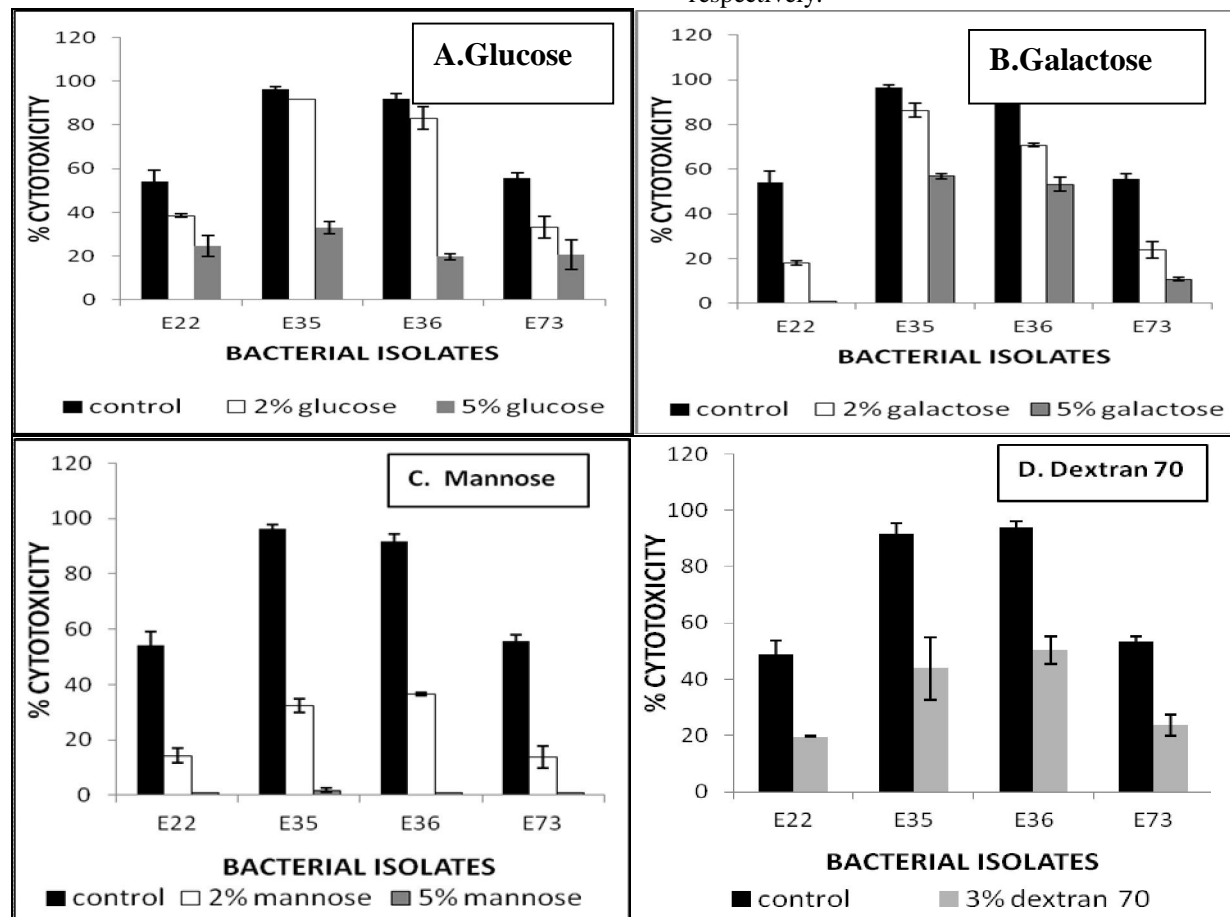 respectively.
A.Glucose
% CYTOTOXICITY
120
100
80
60
40
20
0
E22 E35 E36 E73
BACTERIAL ISOLATES
control 2% glucose 5% glucose
B.Galactose
% CYTOTOXICITY
120
100
80
60
40
20
0
E22 E35 E36 E73
BACTERIAL ISOLATES
control 2% galactose 5% galactose
C. Mannose
% CYTOTOXICITY
120
100
80
60
40
20
0
E22 E35 E36 E73
BACTERIAL ISOLATES
control 2% mannose 5% mannose
D. Dextran 70
% CYTOTOXICITY
120
100
80
60
40
20
0
E22 E35 E36 E73
BACTERIAL ISOLATES
control 3% dextran 70